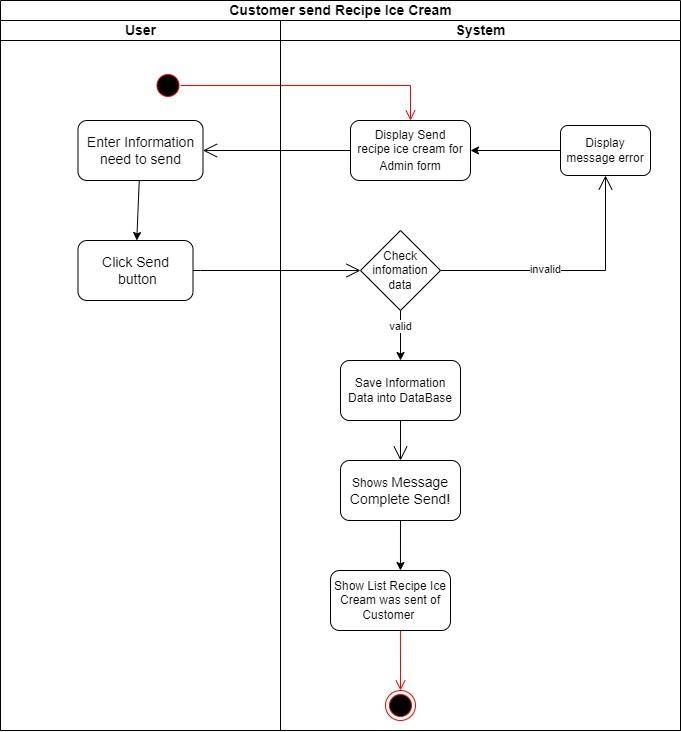 Customer send Recipe Ice Cream
User
System
Display Send
recipe ice cream for
Admin form
Display
message error
Enter Information
need to send
Click Send
button
Check
infomation
data
invalid
valid
Save Information
Data into DataBase
Shows Message
Complete Send!
Show List Recipe Ice
Cream was sent of
Customer